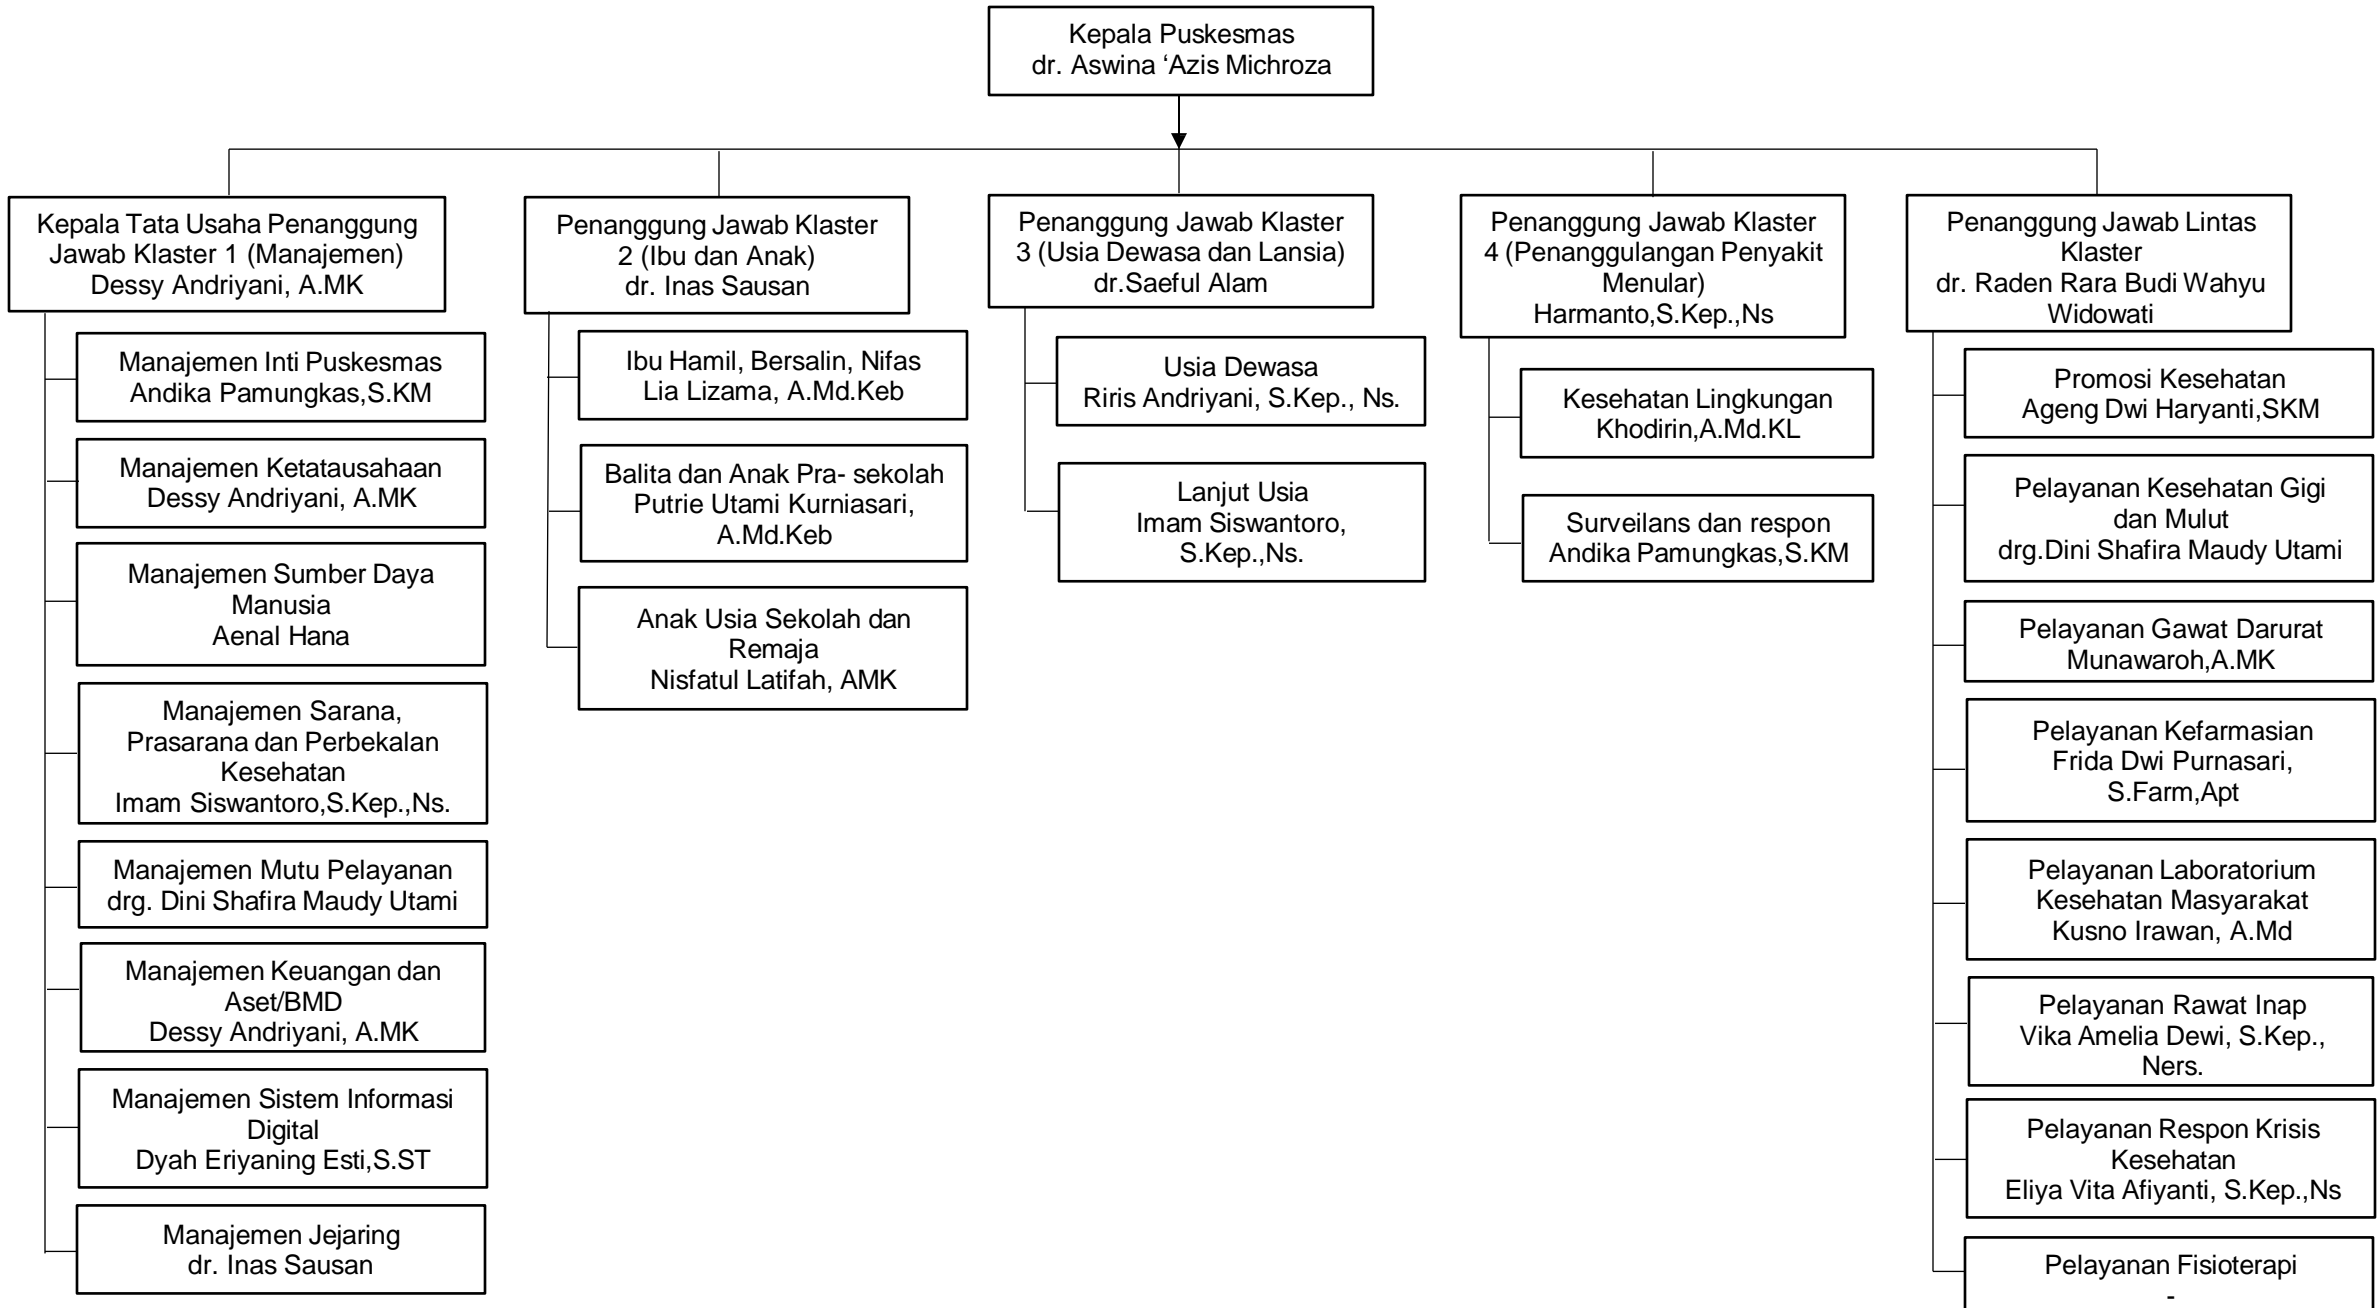 Kepala Puskesmas
dr. Aswina ‘Azis Michroza
Kepala Tata Usaha Penanggung
Jawab Klaster 1 (Manajemen)
Dessy Andriyani, A.MK
Manajemen Inti Puskesmas
Andika Pamungkas,S.KM
Manajemen Ketatausahaan
Dessy Andriyani, A.MK
Manajemen Sumber Daya
Manusia
Aenal Hana
Manajemen Sarana,
Prasarana dan Perbekalan
Kesehatan
Imam Siswantoro,S.Kep.,Ns.
Manajemen Mutu Pelayanan
drg. Dini Shafira Maudy Utami
Manajemen Keuangan dan
Aset/BMD
Dessy Andriyani, A.MK
Manajemen Sistem Informasi
Digital
Dyah Eriyaning Esti,S.ST
Manajemen Jejaring
dr. Inas Sausan
Penanggung Jawab Klaster
2 (Ibu dan Anak)
dr. Inas Sausan
Ibu Hamil, Bersalin, Nifas
Lia Lizama, A.Md.Keb
Balita dan Anak Pra- sekolah
Putrie Utami Kurniasari,
A.Md.Keb
Anak Usia Sekolah dan
Remaja
Nisfatul Latifah, AMK
Penanggung Jawab Klaster
3 (Usia Dewasa dan Lansia)
dr.Saeful Alam
Usia Dewasa
Riris Andriyani, S.Kep., Ns.
Lanjut Usia
Imam Siswantoro,
S.Kep.,Ns.
Penanggung Jawab Klaster
4 (Penanggulangan Penyakit
Menular)
Harmanto,S.Kep.,Ns
Kesehatan Lingkungan
Khodirin,A.Md.KL
Surveilans dan respon
Andika Pamungkas,S.KM
Penanggung Jawab Lintas
Klaster
dr. Raden Rara Budi Wahyu
Widowati
Promosi Kesehatan
Ageng Dwi Haryanti,SKM
Pelayanan Kesehatan Gigi
dan Mulut
drg.Dini Shafira Maudy Utami
Pelayanan Gawat Darurat
Munawaroh,A.MK
Pelayanan Kefarmasian
Frida Dwi Purnasari,
S.Farm,Apt
Pelayanan Laboratorium
Kesehatan Masyarakat
Kusno Irawan, A.Md
Pelayanan Rawat Inap
Vika Amelia Dewi, S.Kep.,
Ners.
Pelayanan Respon Krisis
Kesehatan
Eliya Vita Afiyanti, S.Kep.,Ns
Pelayanan Fisioterapi
-